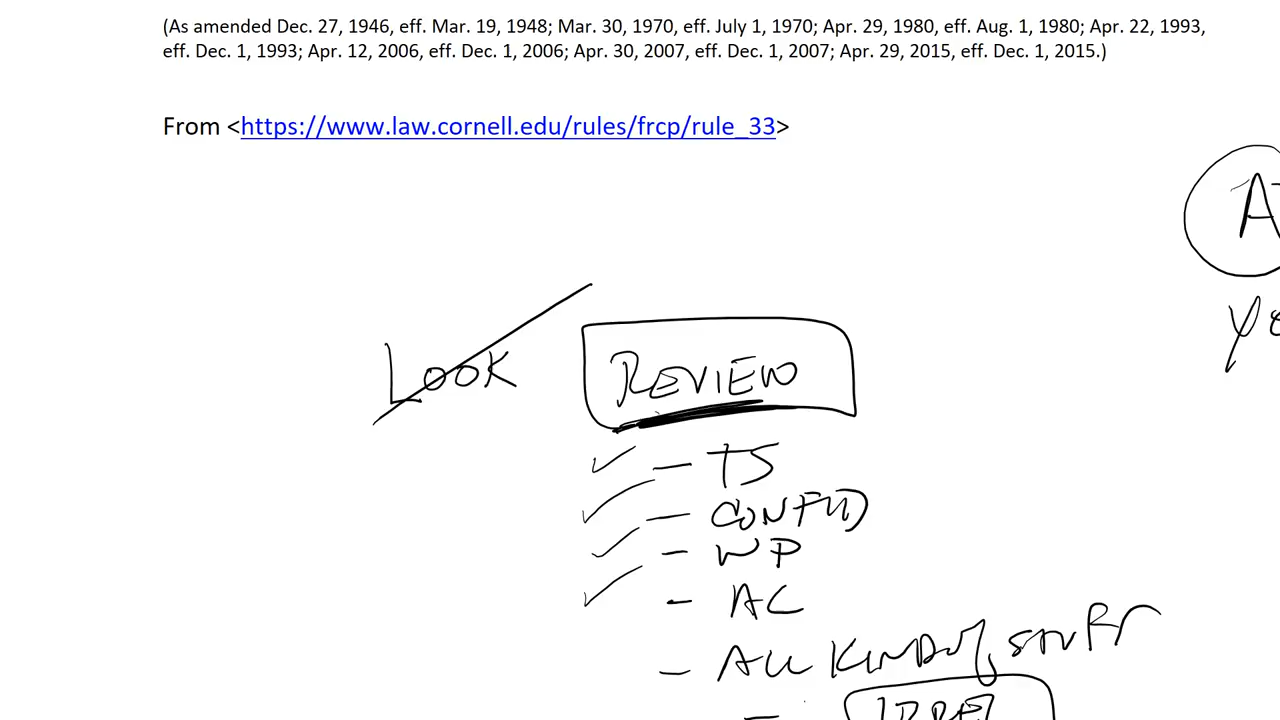 (As amended Dec. 27, 1946, eff. Mar. 19, 1948; Mar. 30, 1970, eff. July 1, 1970; Apr. 29, 1980, eff. Aug. 1, 1980; Apr. 22, 1993,
eff. Dec. 1, 1993; Apr. 12, 2006, eff. Dec. 1, 2006; Apr. 30, 2007, eff. Dec. 1, 2007; Apr. 29, 2015, eff. Dec. 1, 2015.)
From <https://www.law.cornell.edu/rules/frcp/rule_33>
A
LOOK REVIEW
- TS
- CONFID
- WP
- AC
- ALL KIND OF STUFF